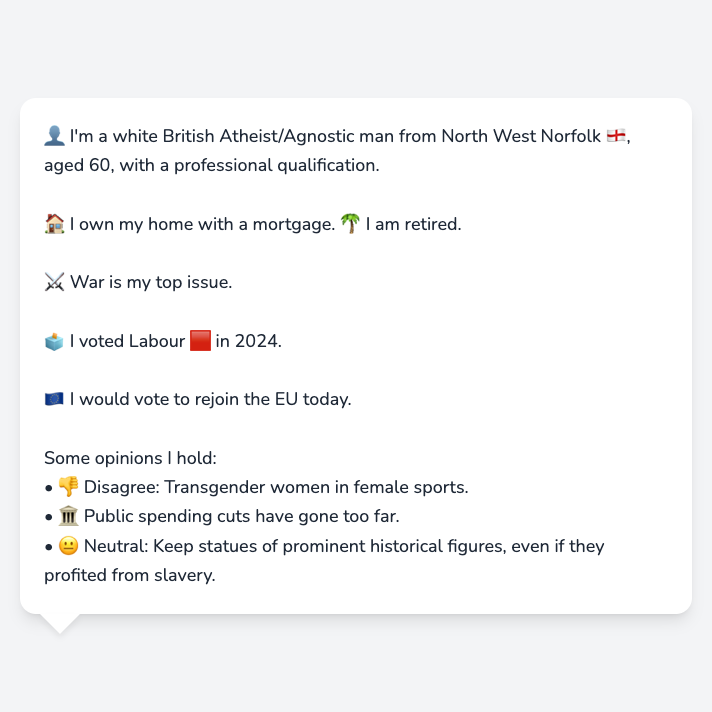 👤 I'm a white British Atheist/Agnostic man from North West Norfolk 🏴󠁧󠁢󠁥󠁮󠁧󠁿,
aged 60, with a professional qualification.
🏠 I own my home with a mortgage. 🌴 I am retired.
⚔️ War is my top issue.
🗳️ I voted Labour 🟥 in 2024.
🇪🇺 I would vote to rejoin the EU today.
Some opinions I hold:
• 👎 Disagree: Transgender women in female sports.
• 🏛️ Public spending cuts have gone too far.
• 😐 Neutral: Keep statues of prominent historical figures, even if they
profited from slavery.